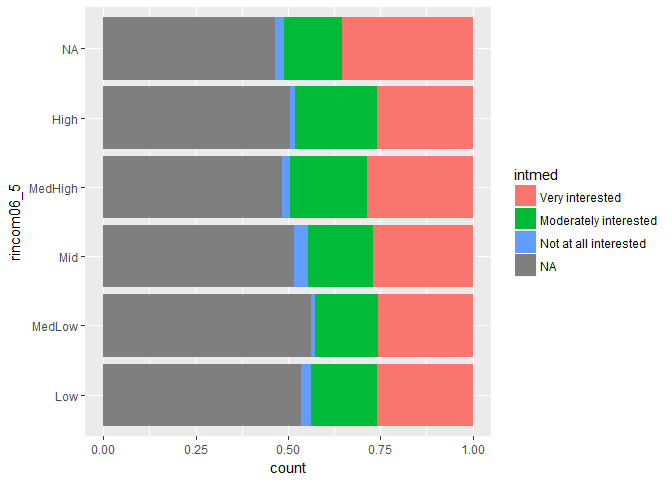 rincom06_5
NA
High
MedHigh
Mid
MedLow
Low
0.00 0.25 0.50 0.75 1.00
count
intmed
Very interested
Moderately interested
Not at all interested
NA